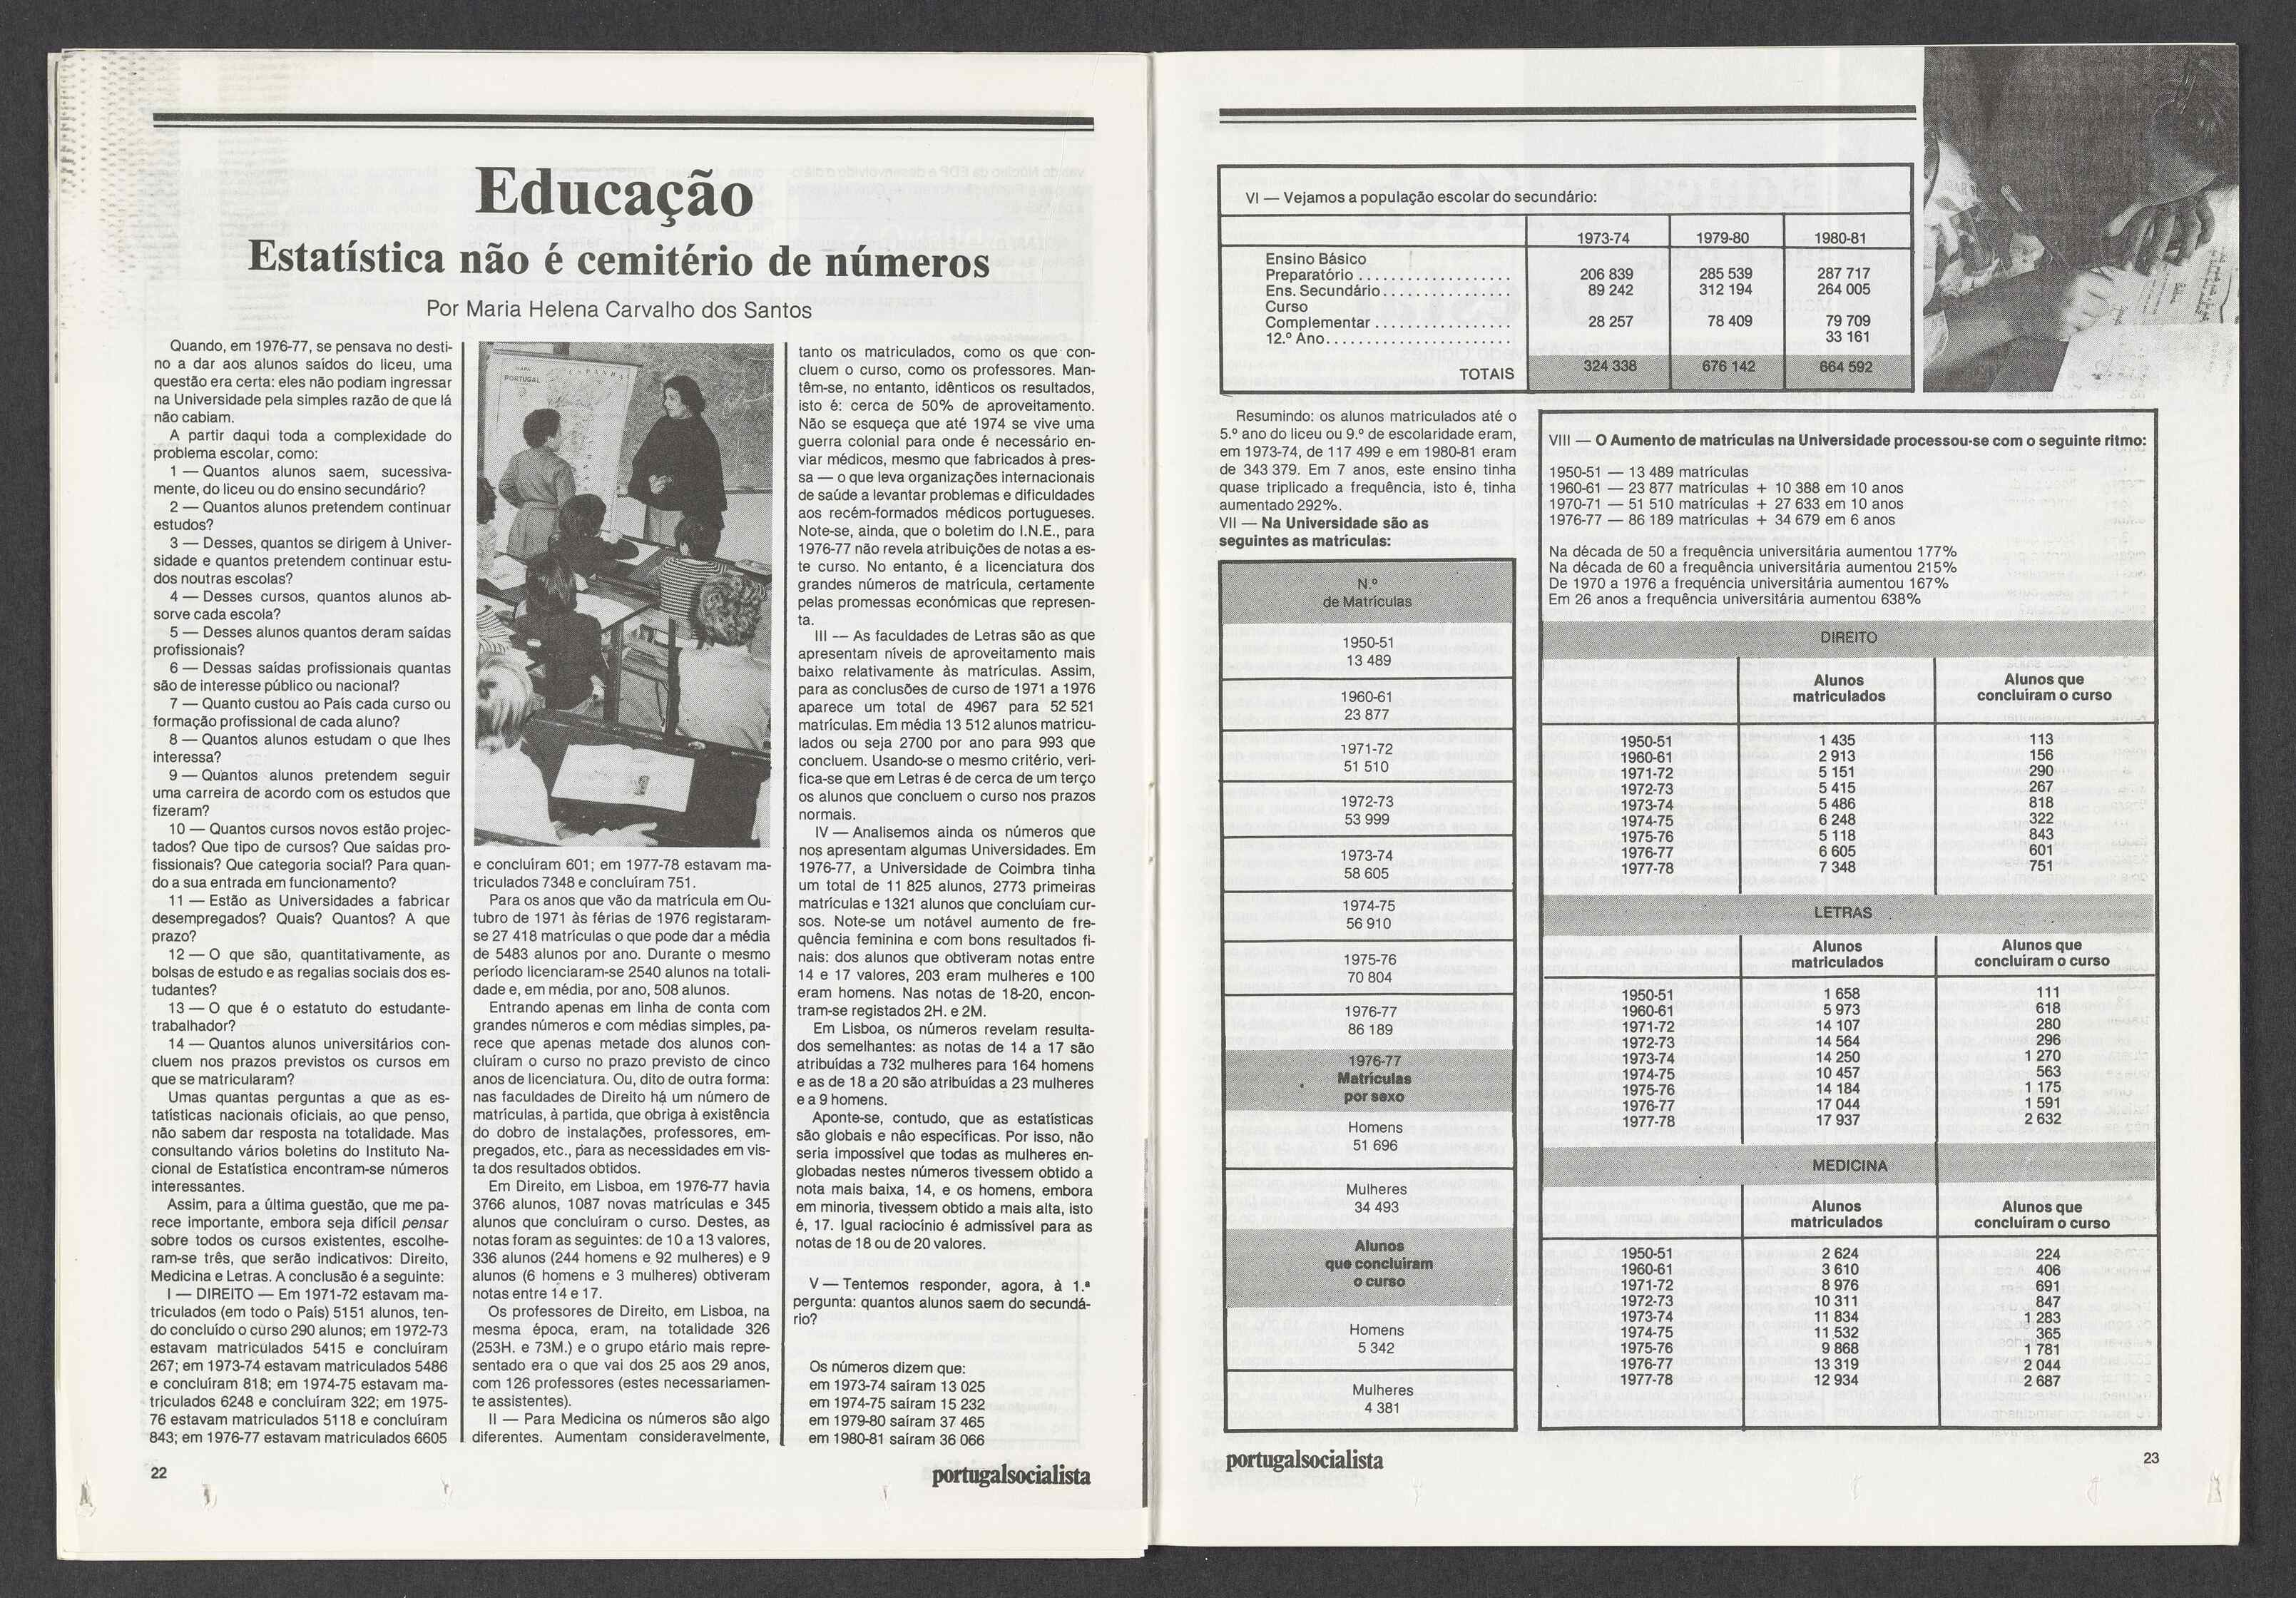 Educação
Estatística não é cemitério de números
Por Maria Helena Carvalho dos Santos
Quando, em 1976-77, se pensava no desti-
no a dar aos alunos saídos do liceu, uma
questão era certa: eles não podiam ingressar
na Universidade pela simples razão de que lá
não cabiam.
A partir daqui toda a complexidade do
problema escolar, como:
1 — Quantos alunos saem, sucessiva-
mente, do liceu ou do ensino secundário?
2 — Quantos alunos pretendem continuar
estudos?
3 — Desses, quantos se dirigem à Univer-
sidade e quantos pretendem continuar estu-
dos noutras escolas?
4 — Desses cursos, quantos alunos ab-
sorve cada escola?
5 — Desses alunos quantos deram saídas
profissionais?
6 — Dessas saídas profissionais quantas
são de interesse público ou nacional?
7 — Quanto custou ao País cada curso ou
formação profissional de cada aluno?
8 — Quantos alunos estudam o que lhes
interessa?
9 — Quantos alunos pretendem seguir
uma carreira de acordo com os estudos que
fizeram?
10 — Quantos cursos novos estão projec-
tados? Que tipo de cursos? Que saídas pro-
fissionais? Que categoria social? Para quan-
do a sua entrada em funcionamento?
11 — Estão as Universidades a fabricar
desempregados? Quais? Quantos? A que
prazo?
12 — O que são, quantitativamente, as
bolsas de estudo e as regalias sociais dos es-
tudantes?
13 — O que é o estatuto do estudante-
trabalhador?
14 — Quantos alunos universitários con-
cluem nos prazos previstos os cursos em
que se matricularam?
Umas quantas perguntas a que as es-
tatísticas nacionais oficiais, ao que penso,
não sabem dar resposta na totalidade. Mas
consultando vários boletins do Instituto Na-
cional de Estatística encontram-se números
interessantes.
Assim, para a última questão, que me pa-
rece importante, embora seja difícil pensar
sobre todos os cursos existentes, escolhe-
ram-se três, que serão indicativos: Direito,
Medicina e Letras. A conclusão é a seguinte:
I — DIREITO — Em 1971-72 estavam ma-
triculados (em todo o País) 5151 alunos, ten-
do concluído o curso 290 alunos; em 1972-73
estavam matriculados 5415 e concluíram
267; em 1973-74 estavam matriculados 5486
e concluíram 818; em 1974-75 estavam ma-
triculados 6248 e concluíram 322; em 1975-
76 estavam matriculados 5118 e concluíram
843; em 1976-77 estavam matriculados 6605
MAPA
PORTUGAL
ESPANHA
e concluíram 601; em 1977-78 estavam ma-
triculados 7348 e concluíram 751.
Para os anos que vão da matrícula em Ou-
tubro de 1971 às férias de 1976 registaram-
se 27 418 matrículas o que pode dar a média
de 5483 alunos por ano. Durante o mesmo
período licenciaram-se 2540 alunos na totali-
dade e, em média, por ano, 508 alunos.
Entrando apenas em linha de conta com
grandes números e com médias simples, pa-
rece que apenas metade dos alunos con-
cluíram o curso no prazo previsto de cinco
anos de licenciatura. Ou, dito de outra forma:
nas faculdades de Direito há um número de
matrículas, à partida, que obriga à existência
do dobro de instalações, professores, em-
pregados, etc., para as necessidades em vis-
ta dos resultados obtidos.
Em Direito, em Lisboa, em 1976-77 havia
3766 alunos, 1087 novas matrículas e 345
alunos que concluíram o curso. Destes, as
notas foram as seguintes: de 10 a 13 valores,
336 alunos (244 homens e 92 mulheres) e 9
alunos (6 homens e 3 mulheres) obtiveram
notas entre 14 e 17.
Os professores de Direito, em Lisboa, na
mesma época, eram, na totalidade 326
(253H. e 73M.) e o grupo etário mais repre-
sentado era o que vai dos 25 aos 29 anos,
com 126 professores (estes necessariamen-
te assistentes).
II — Para Medicina os números são algo
diferentes. Aumentam consideravelmente,
tanto os matriculados, como os que con-
cluem o curso, como os professores. Man-
têm-se, no entanto, idênticos os resultados,
isto é: cerca de 50% de aproveitamento.
Não se esqueça que até 1974 se vive uma
guerra colonial para onde é necessário en-
viar médicos, mesmo que fabricados à pres-
sa — o que leva organizações internacionais
de saúde a levantar problemas e dificuldades
aos recém-formados médicos portugueses.
Note-se, ainda, que o boletim do I.N.E., para
1976-77 não revela atribuições de notas a es-
te curso. No entanto, é a licenciatura dos
grandes números de matrícula, certamente
pelas promessas económicas que represen-
ta.
III -- As faculdades de Letras são as que
apresentam níveis de aproveitamento mais
baixo relativamente às matrículas. Assim,
para as conclusões de curso de 1971 a 1976
aparece um total de 4967 para 52 521
matrículas. Em média 13 512 alunos matricu-
lados ou seja 2700 por ano para 993 que
concluem. Usando-se o mesmo critério, veri-
fica-se que em Letras é de cerca de um terço
os alunos que concluem o curso nos prazos
normais.
IV — Analisemos ainda os números que
nos apresentam algumas Universidades. Em
1976-77, a Universidade de Coimbra tinha
um total de 11 825 alunos, 2773 primeiras
matrículas e 1321 alunos que concluíam cur-
sos. Note-se um notável aumento de fre-
quência feminina e com bons resultados fi-
nais: dos alunos que obtiveram notas entre
14 e 17 valores, 203 eram mulheres e 100
eram homens. Nas notas de 18-20, encon-
tram-se registados 2H. e 2M.
Em Lisboa, os números revelam resulta-
dos semelhantes: as notas de 14 a 17 são
atribuídas a 732 mulheres para 164 homens
e as de 18 a 20 são atribuídas a 23 mulheres
e a 9 homens.
Aponte-se, contudo, que as estatísticas
são globais e não específicas. Por isso, não
seria impossível que todas as mulheres en-
globadas nestes números tivessem obtido a
nota mais baixa, 14, e os homens, embora
em minoria, tivessem obtido a mais alta, isto
é, 17. Igual raciocínio é admissível para as
notas de 18 ou de 20 valores.
V — Tentemos responder, agora, à 1.ª
pergunta: quantos alunos saem do secundá-
rio?
Os números dizem que:
em 1973-74 saíram 13 025
em 1974-75 saíram 15 232
em 1979-80 saíram 37 465
em 1980-81 saíram 36 066
22
portugalsocialista
VI — Vejamos a população escolar do secundário:
1973-74 1979-80 1980-81
Ensino Básico
Preparatório ................... 206 839 285 539 287 717
Ens. Secundário................ 89 242 312 194 264 005
Curso
Complementar ................. 28 257 78 409 79 709
12.º Ano....................... 33 161
TOTAIS 324 338 676 142 664 592
Resumindo: os alunos matriculados até o
5.º ano do liceu ou 9.º de escolaridade eram,
em 1973-74, de 117 499 e em 1980-81 eram
de 343 379. Em 7 anos, este ensino tinha
quase triplicado a frequência, isto é, tinha
aumentado 292%.
VII — Na Universidade são as
seguintes as matrículas:
N.º
de Matrículas
1950-51
13 489
1960-61
23 877
1971-72
51 510
1972-73
53 999
1973-74
58 605
1974-75
56 910
1975-76
70 804
1976-77
86 189
1976-77
Matrículas
por sexo
Homens
51 696
Mulheres
34 493
Alunos
que concluíram
o curso
Homens
5 342
Mulheres
4 381
VIII — O Aumento de matrículas na Universidade processou-se com o seguinte ritmo:
1950-51 — 13 489 matrículas
1960-61 — 23 877 matrículas + 10 388 em 10 anos
1970-71 — 51 510 matrículas + 27 633 em 10 anos
1976-77 — 86 189 matrículas + 34 679 em 6 anos
Na década de 50 a frequência universitária aumentou 177%
Na década de 60 a frequência universitária aumentou 215%
De 1970 a 1976 a frequência universitária aumentou 167%
Em 26 anos a frequência universitária aumentou 638%
DIREITO
Alunos
matriculados
Alunos que
concluíram o curso
1950-51 1 435 113
1960-61 2 913 156
1971-72 5 151 290
1972-73 5 415 267
1973-74 5 486 818
1974-75 6 248 322
1975-76 5 118 843
1976-77 6 605 601
1977-78 7 348 751
LETRAS
Alunos
matriculados
Alunos que
concluíram o curso
1950-51 1 658 111
1960-61 5 973 618
1971-72 14 107 280
1972-73 14 564 296
1973-74 14 250 1 270
1974-75 10 457 563
1975-76 14 184 1 175
1976-77 17 044 1 591
1977-78 17 937 2 632
MEDICINA
Alunos
matriculados
Alunos que
concluíram o curso
1950-51 2 624 224
1960-61 3 610 406
1971-72 8 976 691
1972-73 10 311 847
1973-74 11 834 1 283
1974-75 11 532 365
1975-76 9 868 1 781
1976-77 13 319 2 044
1977-78 12 934 2 687
portugalsocialista
23